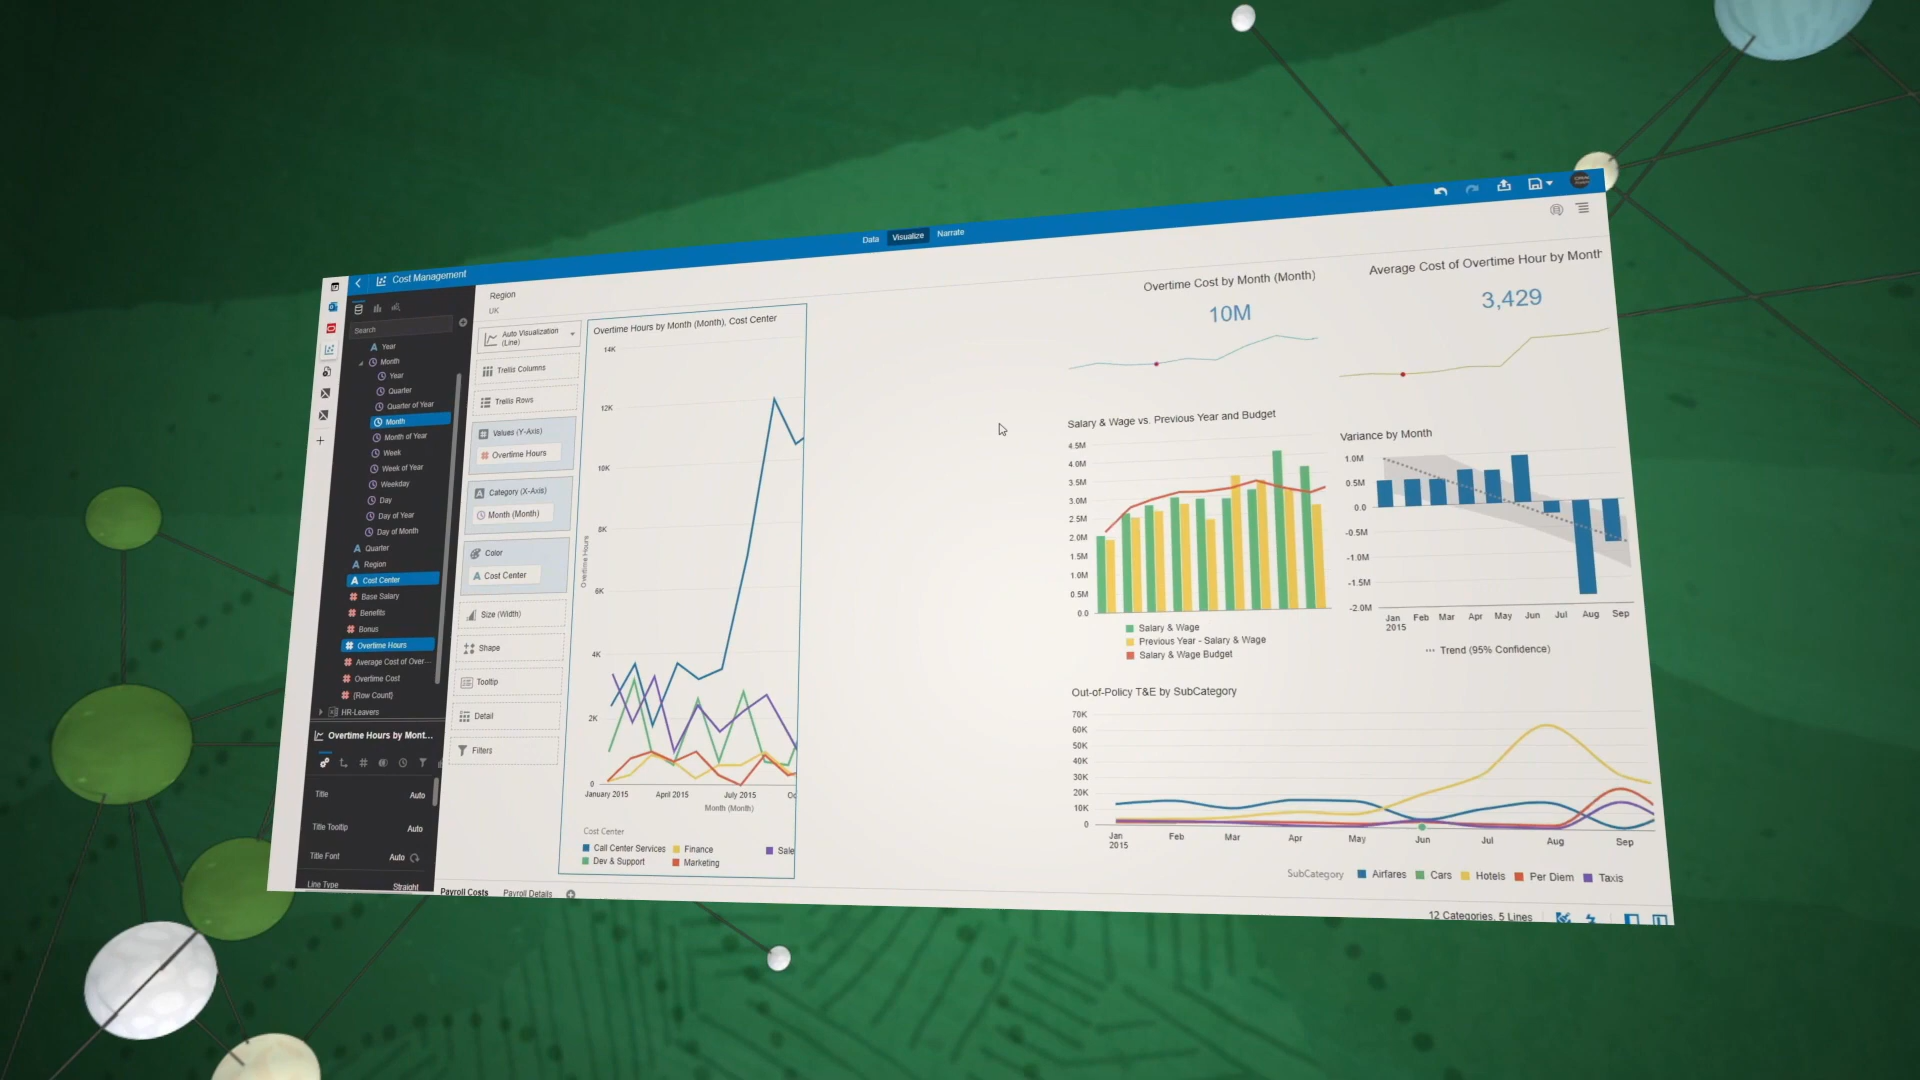 Cost Management
Data
Visualize
Narrate
Search
Year
Month
Year
Quarter
Quarter of Year
Month
Month of Year
Week
Week of Year
Weekday
Day
Day of Year
Day of Month
Quarter
Region
Cost Center
Base Salary
Benefits
Bonus
Overtime Hours
Average Cost of Over...
Overtime Cost
(Row Count)
HR-Leavers
Overtime Hours by Mont...
Title
Auto
Title Tooltip
Auto
Title Font
Auto
Line Type
Straight
Region
UK
Auto Visualization
(Line)
Trellis Columns
Trellis Rows
Values (Y-Axis)
Overtime Hours
Category (X-Axis)
Month (Month)
Color
Cost Center
Size (Width)
Shape
Tooltip
Detail
Filters
Overtime Hours by Month (Month), Cost Center
14K
12K
10K
8K
6K
4K
2K
0
Overtime Hours
January 2015
April 2015
July 2015
Oc
Month (Month)
Cost Center
Call Center Services
Finance
Sale
Dev & Support
Marketing
Payroll Costs
Payroll Details
Overtime Cost by Month (Month)
10M
Average Cost of Overtime Hour by Month
3,429
Salary & Wage vs. Previous Year and Budget
4.5M
4.0M
3.5M
3.0M
2.5M
2.0M
1.5M
1.0M
0.5M
0.0
Salary & Wage
Previous Year - Salary & Wage
Salary & Wage Budget
Variance by Month
1.0M
0.5M
0.0
-0.5M
-1.0M
-1.5M
-2.0M
Jan
2015
Feb
Mar
Apr
May
Jun
Jul
Aug
Sep
Trend (95% Confidence)
Out-of-Policy T&E by SubCategory
70K
60K
50K
40K
30K
20K
10K
0
Jan
2015
Feb
Mar
Apr
May
Jun
Jul
Aug
Sep
SubCategory
Airfares
Cars
Hotels
Per Diem
Taxis
12 Categories, 5 Lines